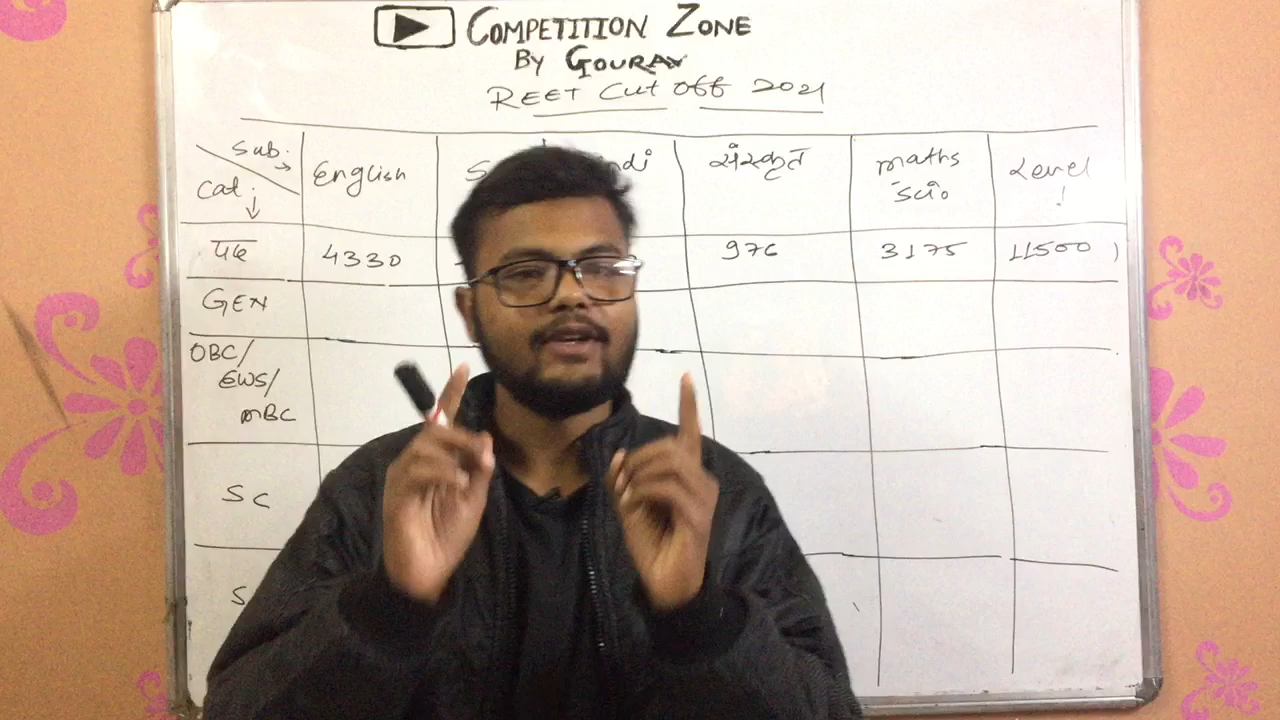 COMPETITION ZONE
BY GOURAV
REET Cut Off 2021
Sub. English संस्कृत maths Level
Cat. Sci. 1
पद 4330 976 3175 11500
GEN
OBC/
EWS/
MBC
SC